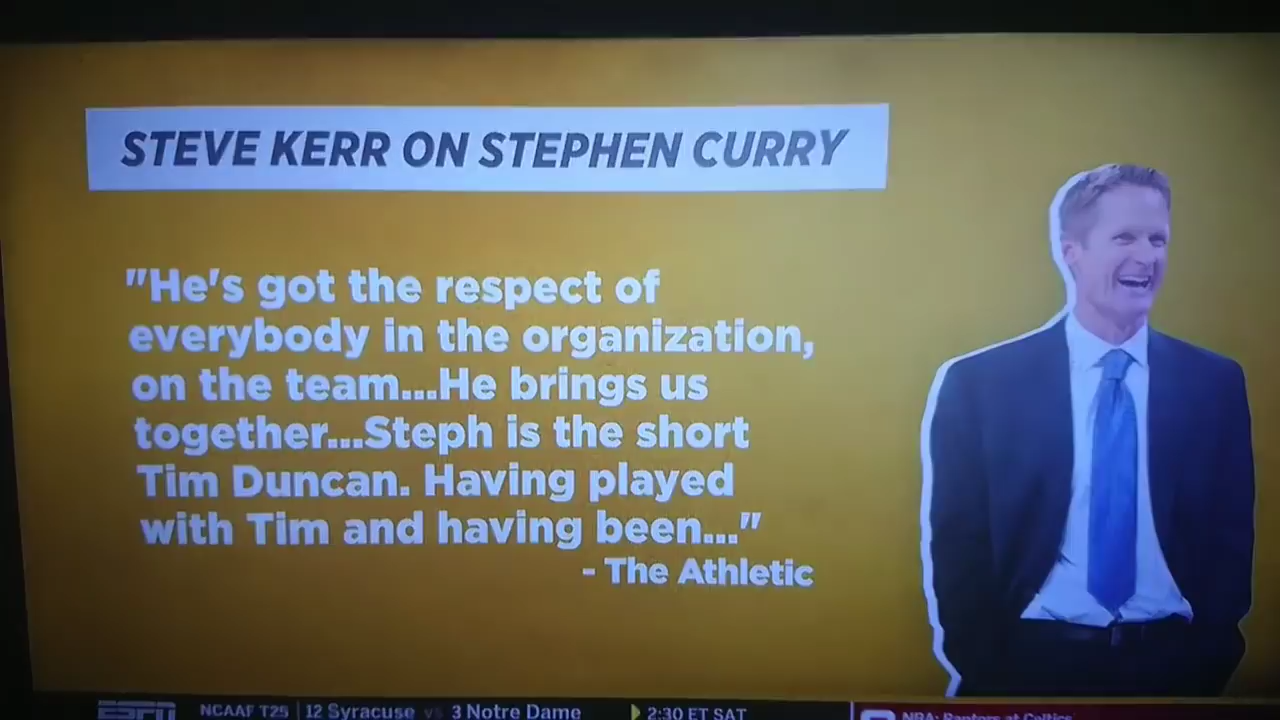 STEVE KERR ON STEPHEN CURRY
"He's got the respect of
everybody in the organization,
on the team...He brings us
together...Steph is the short
Tim Duncan. Having played
with Tim and having been..."
- The Athletic
ESPN NCAAF T25 12 Syracuse vs 3 Notre Dame 2:30 ET SAT NBA: Raptors at Celtics